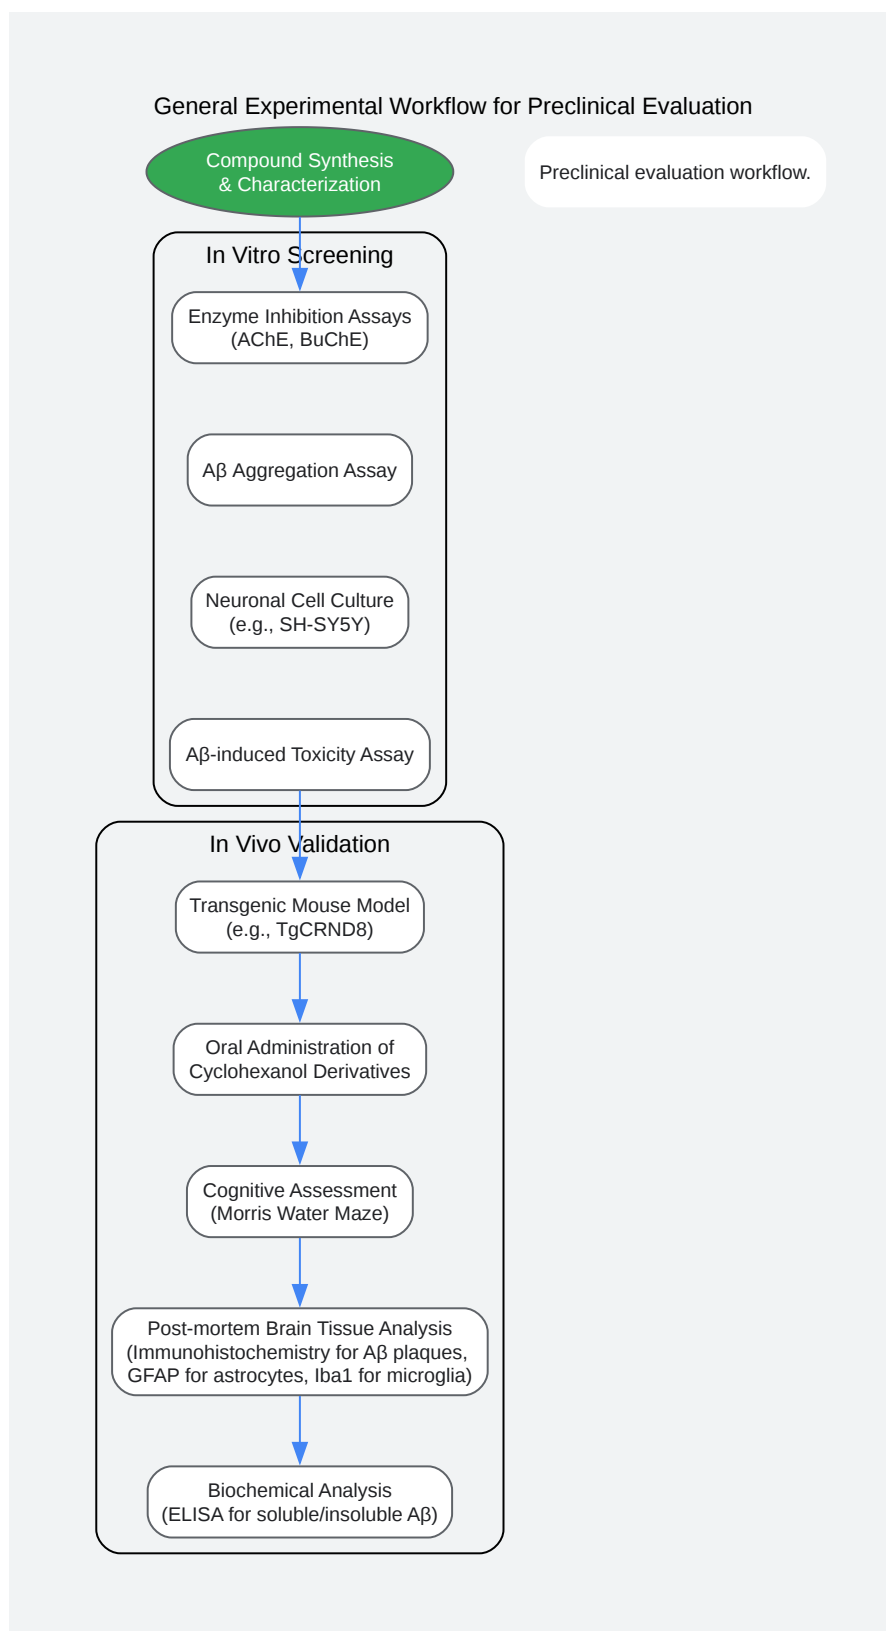 General Experimental Workflow for Preclinical Evaluation
Compound Synthesis
& Characterization
Preclinical evaluation workflow.
In Vitro Screening
Enzyme Inhibition Assays
(AChE, BuChE)
Aβ Aggregation Assay
Neuronal Cell Culture
(e.g., SH-SY5Y)
Aβ-induced Toxicity Assay
In Vivo Validation
Transgenic Mouse Model
(e.g., TgCRND8)
Oral Administration of
Cyclohexanol Derivatives
Cognitive Assessment
(Morris Water Maze)
Post-mortem Brain Tissue Analysis
(Immunohistochemistry for Aβ plaques,
GFAP for astrocytes, Iba1 for microglia)
Biochemical Analysis
(ELISA for soluble/insoluble Aβ)